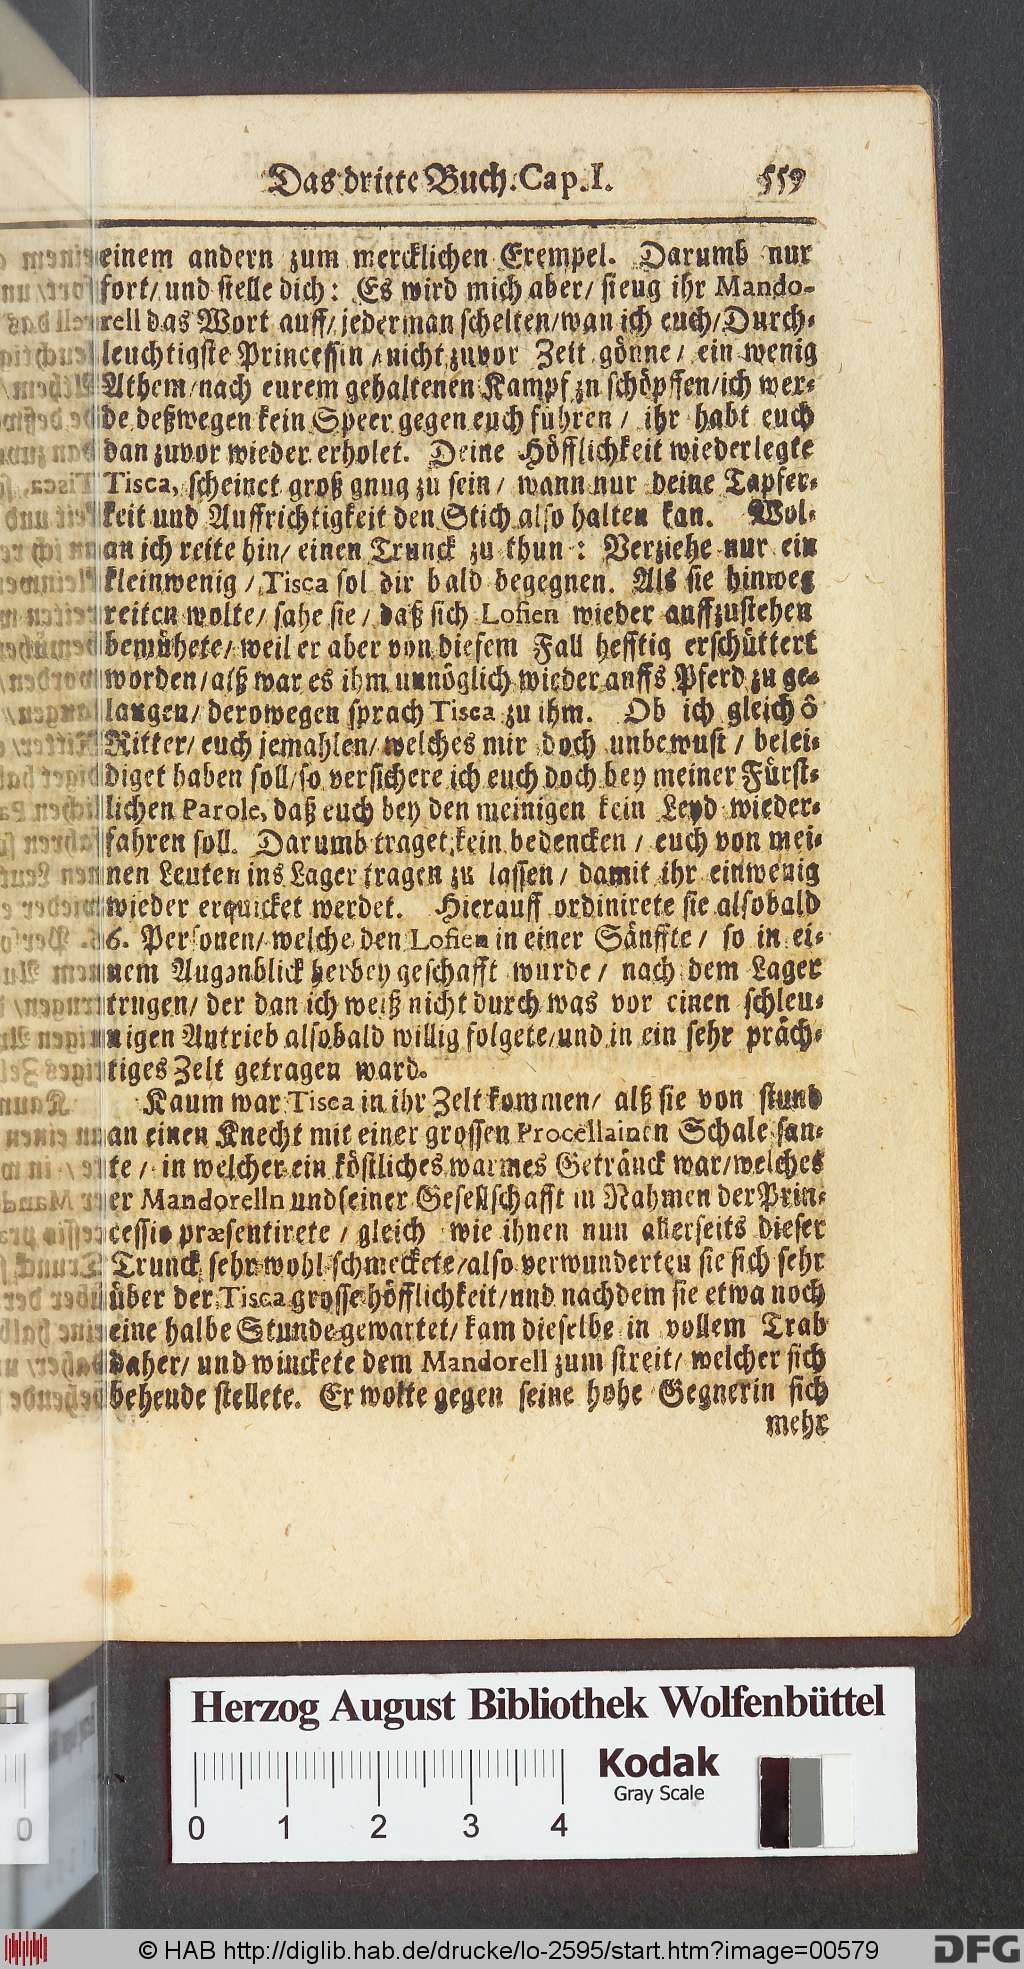 Das dritte Buch. Cap. I. 559
einem andern zum mercklichen Exempel. Darumb nur
fort/ und stelle dich: Es wird mich aber/ fieng ihr Mando-
rell das Wort auff/ jederman schelten/ wan ich euch/ Durch-
leuchtigste Princessin/ nicht zuvor Zeit gönne/ ein wenig
Athem/ nach eurem gehaltenen Kampf zn schöpffen/ ich wer-
de deßwegen kein Speer gegen euch führen/ ihr habt euch
dan zuvor wieder erholet. Deine Höfflichkeit wiederlegte
Tisca, scheinet groß gnug zu sein/ wann nur deine Tapfer-
keit und Auffrichtigkeit den Stich also halten kan. Wol-
an ich reite hin/ einen Trunck zu thun: Verziehe nur ein
kleinwenig/ Tisca sol dir bald begegnen. Als sie hinweg
reiten wolte/ sahe sie/ daß sich Losien wieder auffzustehen
bemühete/ weil er aber von diesem Fall hefftig erschüttert
worden/ alß war es ihm unnöglich wieder auffs Pferd zu ge-
langen/ derowegen sprach Tisca zu ihm. Ob ich gleich ô
Ritter/ euch jemahlen/ welches mir doch unbewust/ belei-
diget haben soll/ so versichere ich euch doch bey meiner Fürst-
lichen Parole, daß euch bey den meinigen kein Leyd wieder-
fahren soll. Darumb traget kein bedencken/ euch von mei-
nen Leuten ins Lager tragen zu lassen/ damit ihr einwenig
wieder erquicket werdet. Hierauff ordinirete sie alsobald
6. Personen/ welche den Losien in einer Sänffte/ so in ei-
nem Augenblick herbey geschafft wurde/ nach dem Lager
trugen/ der dan ich weiß nicht durch was vor einen schleu-
nigen Antrieb alsobald willig folgete/ und in ein sehr präch-
tiges Zelt getragen ward.
Kaum war Tisca in ihr Zelt kommen/ alß sie von stund
an einen Knecht mit einer grossen Procellainen Schale san-
te/ in welcher ein köstliches warmes Geträuck war/ welches
er Mandorelln und seiner Gesellschafft in Nahmen der Prin-
cessin præsentirete/ gleich wie ihnen nun allerseits dieser
Trunck sehr wohl schmeckete/ also verwunderten sie sich sehr
über der Tisca grosse höfflichkeit/ und nachdem sie etwa noch
eine halbe Stunde gewartet/ kam dieselbe in vollem Trab
daher/ und winckete dem Mandorell zum streit/ welcher sich
behende stellete. Er wolte gegen seine hohe Gegnerin sich
mehr
Herzog August Bibliothek Wolfenbüttel
0 1 2 3 4
Kodak
Gray Scale
© HAB http://diglib.hab.de/drucke/lo-2595/start.htm?image=00579
DFG